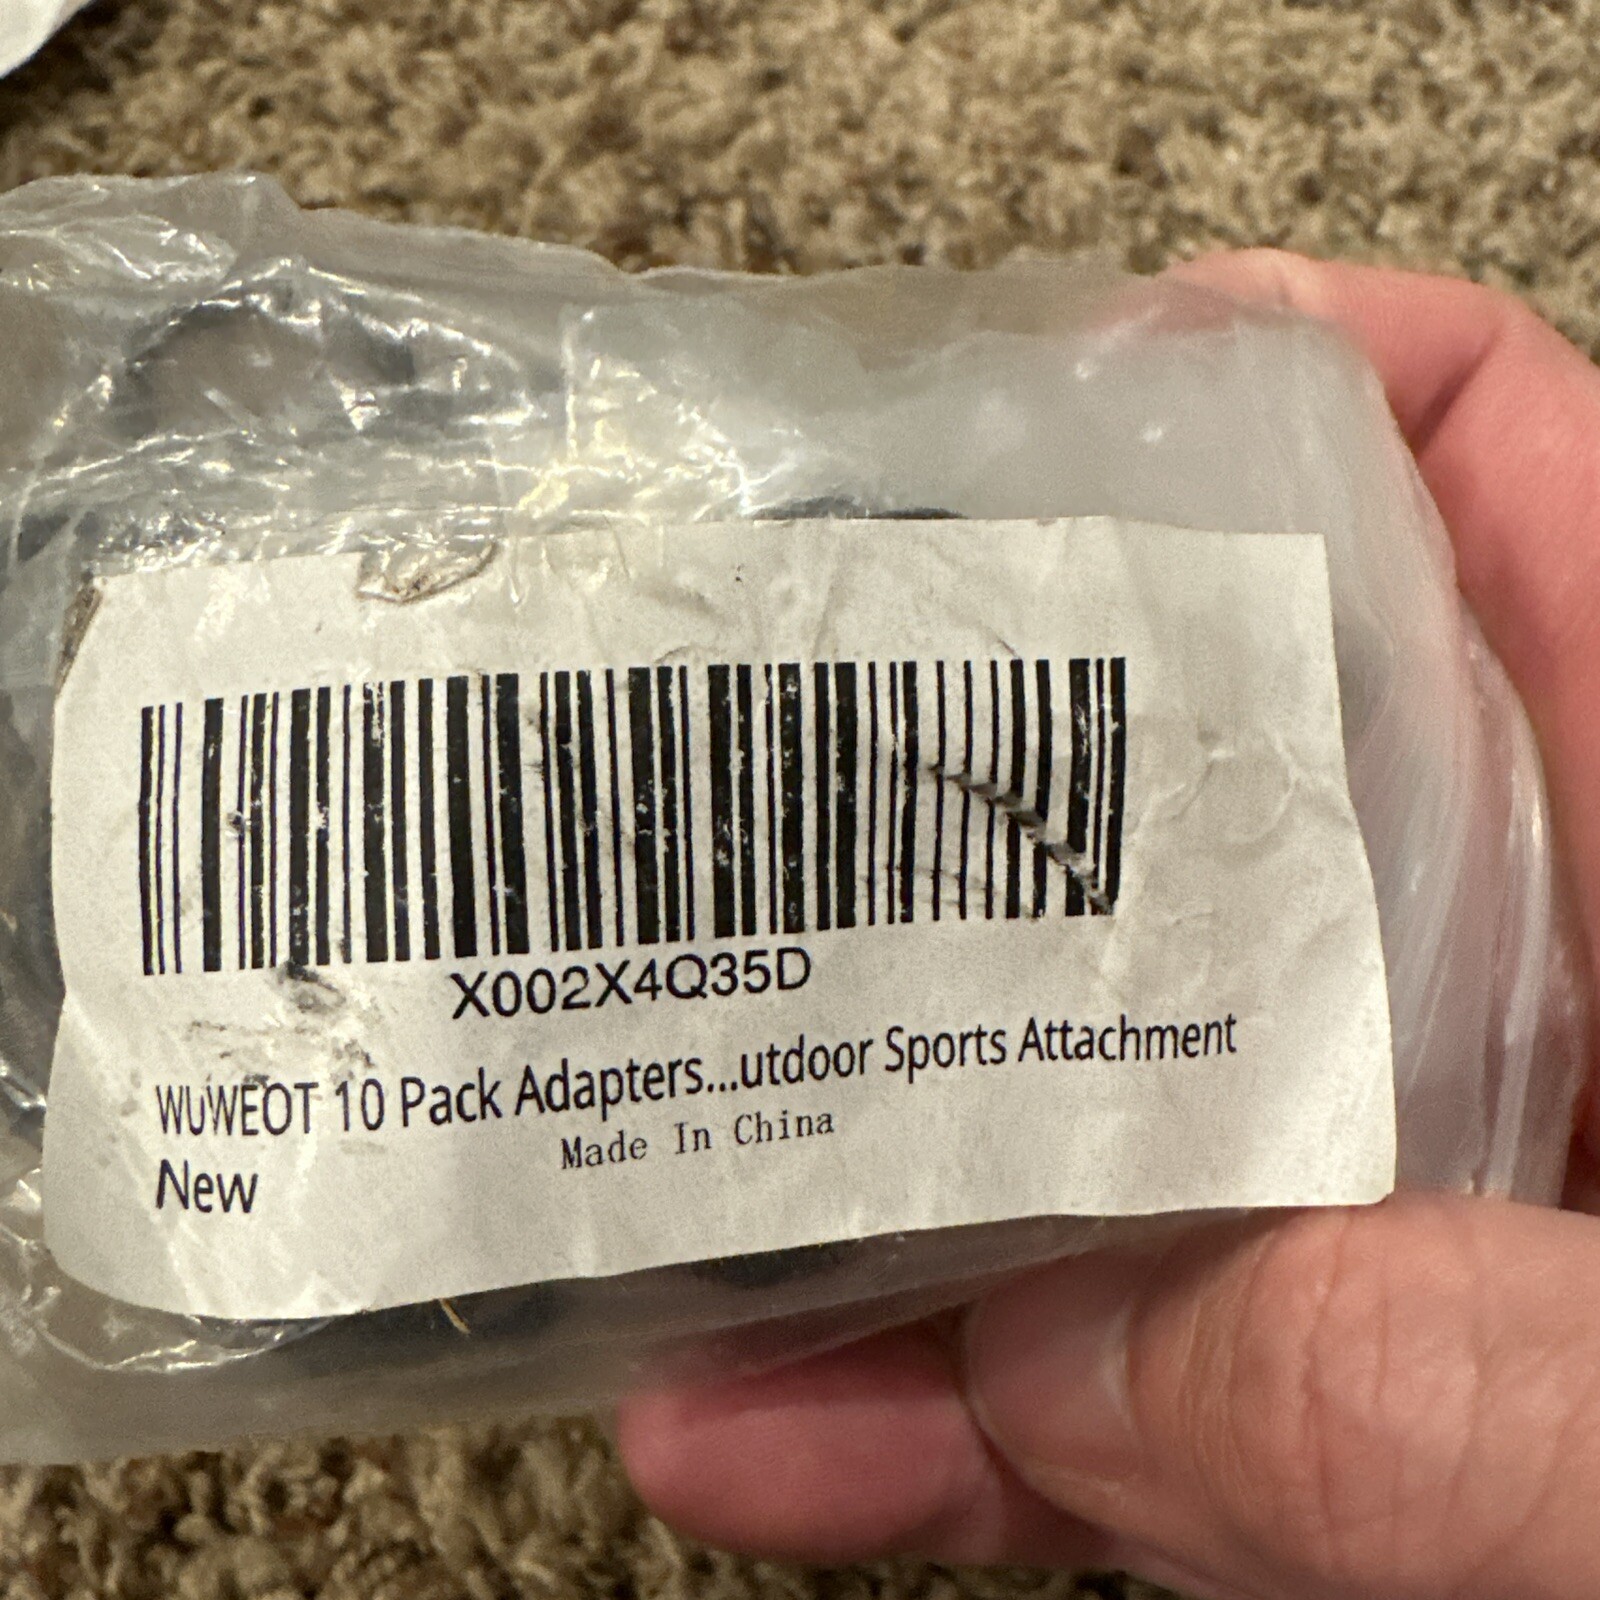 X002X4Q35D
WUWEOT 10 Pack Adapters...utdoor Sports Attachment
Made In China
New